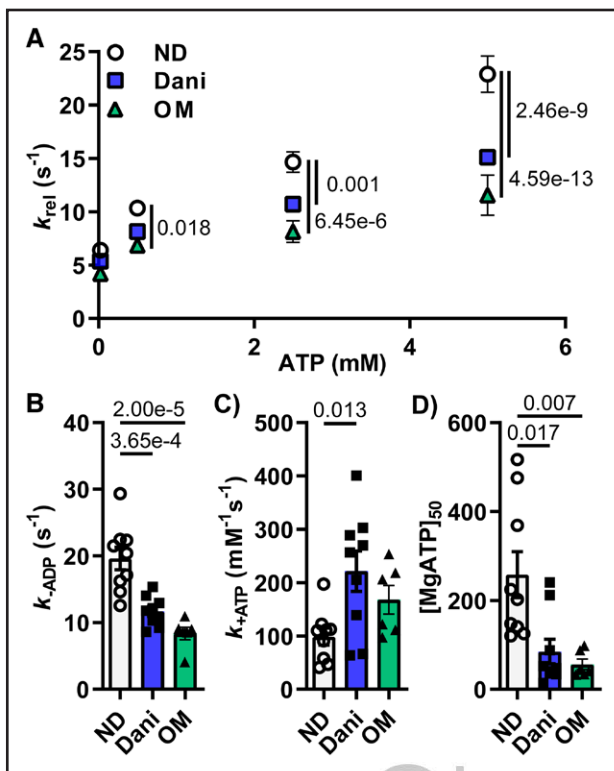 A
ND
Dani
OM
k_rel (s⁻¹)
25
20
15
10
5
0
0 2 4 6
ATP (mM)
2.46e-9
4.59e-13
0.001
6.45e-6
0.018
B
2.00e-5
3.65e-4
k_-ADP (s⁻¹)
40
30
20
10
0
ND Dani OM
C)
0.013
k_+ATP (mM⁻¹s⁻¹)
500
400
300
200
100
0
ND Dani OM
D)
0.007
0.017
[MgATP]₅₀
600
400
200
0
ND Dani OM